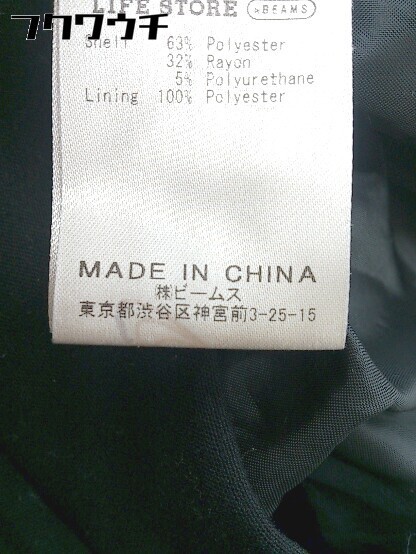 フクウウチ
LIFE STORE BEAMS
Shell 63% Polyester
32% Rayon
5% Polyurethane
Lining 100% Polyester
MADE IN CHINA
㈱ビームス
東京都渋谷区神宮前3-25-15